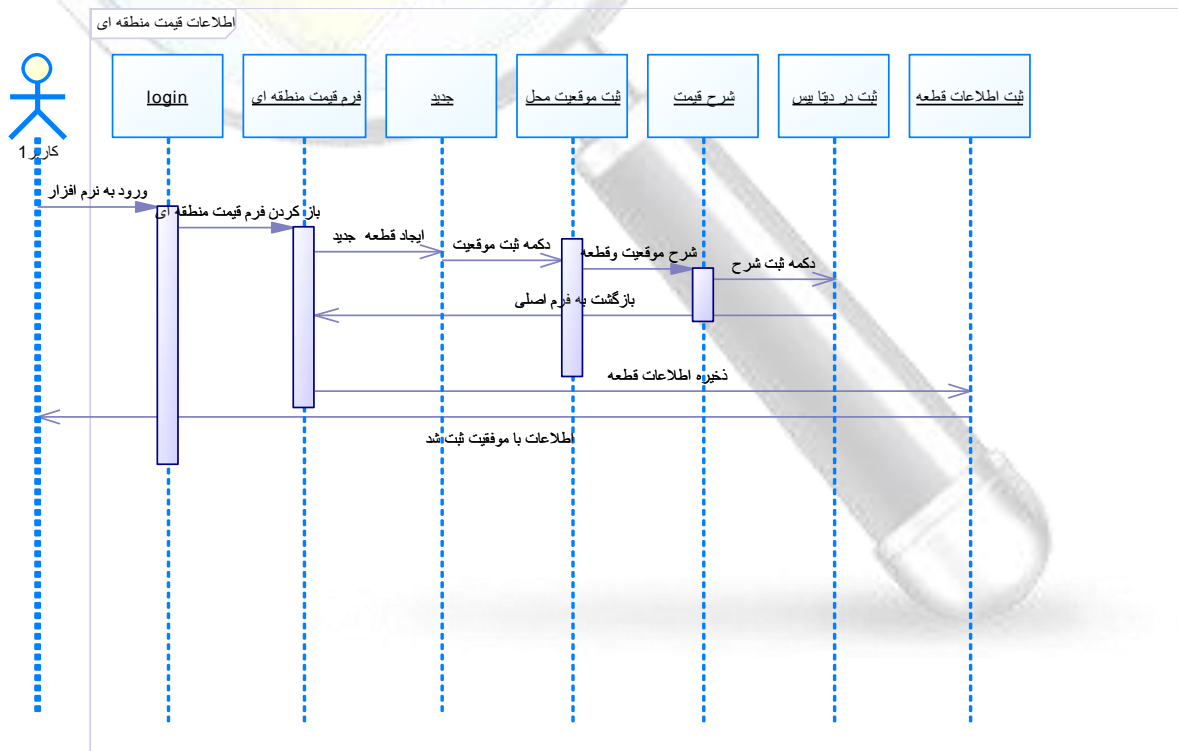 اطلاعات قیمت منطقه ای
login
فرم قیمت منطقه ای
جدید
ثبت موقعیت محل
شرح قیمت
ثبت در دیتا بیس
ثبت اطلاعات قطعه
کاربر1
ورود به نرم افزار
باز کردن فرم قیمت منطقه ای
ایجاد قطعه جدید
دکمه ثبت موقعیت
شرح موقعیت وقطعه
دکمه ثبت شرح
بازگشت به فرم اصلی
ذخیره اطلاعات قطعه
اطلاعات با موفقیت ثبت شد